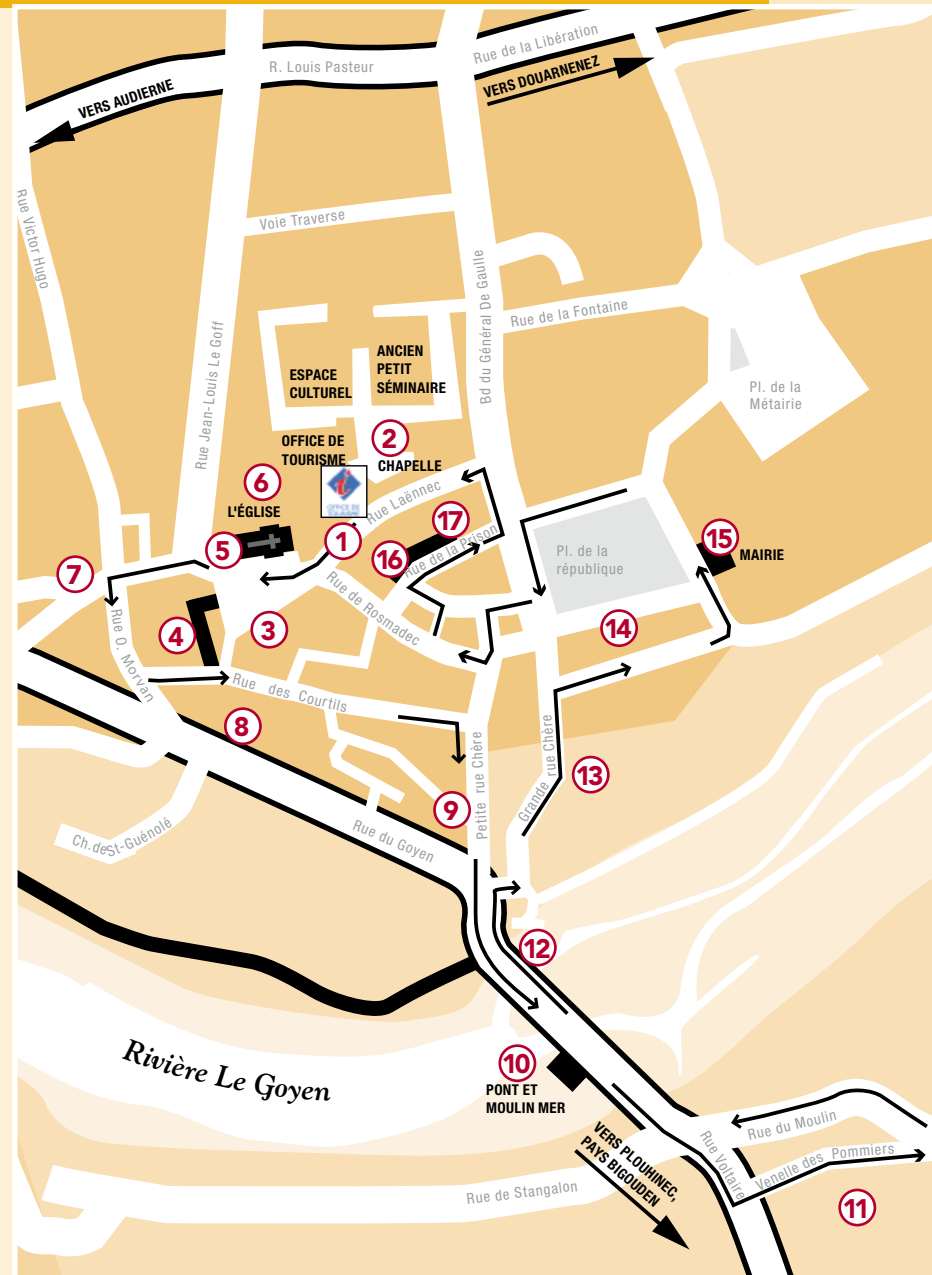 Rue de la Libération
R. Louis Pasteur
VERS DOUARNENEZ
VERS AUDIERNE
Rue Victor Hugo
Voie Traverse
Bd du Général De Gaulle
Rue de la Fontaine
Rue Jean-Louis Le Goff
ANCIEN
PETIT
SÉMINAIRE
ESPACE
CULTUREL
Pl. de la
Métairie
2
OFFICE DE
TOURISME
CHAPELLE
6
i
OFFICE DE
TOURISME
L'ÉGLISE
Rue Laënnec
17
1
5
Rue de la Prison
16
15
MAIRIE
Pl. de la
république
7
Rue de Rosmadec
Rue O. Morvan
4
3
14
Rue des Courtils
8
Petite rue Chère
Grande rue Chère
13
9
Ch.deSt-Guénolé
Rue du Goyen
12
Rivière Le Goyen
10
PONT ET
MOULIN MER
VERS PLOUHINEC,
PAYS BIGOUDEN
Rue du Moulin
Rue Voltaire
Venelle des Pommiers
Rue de Stangalon
11